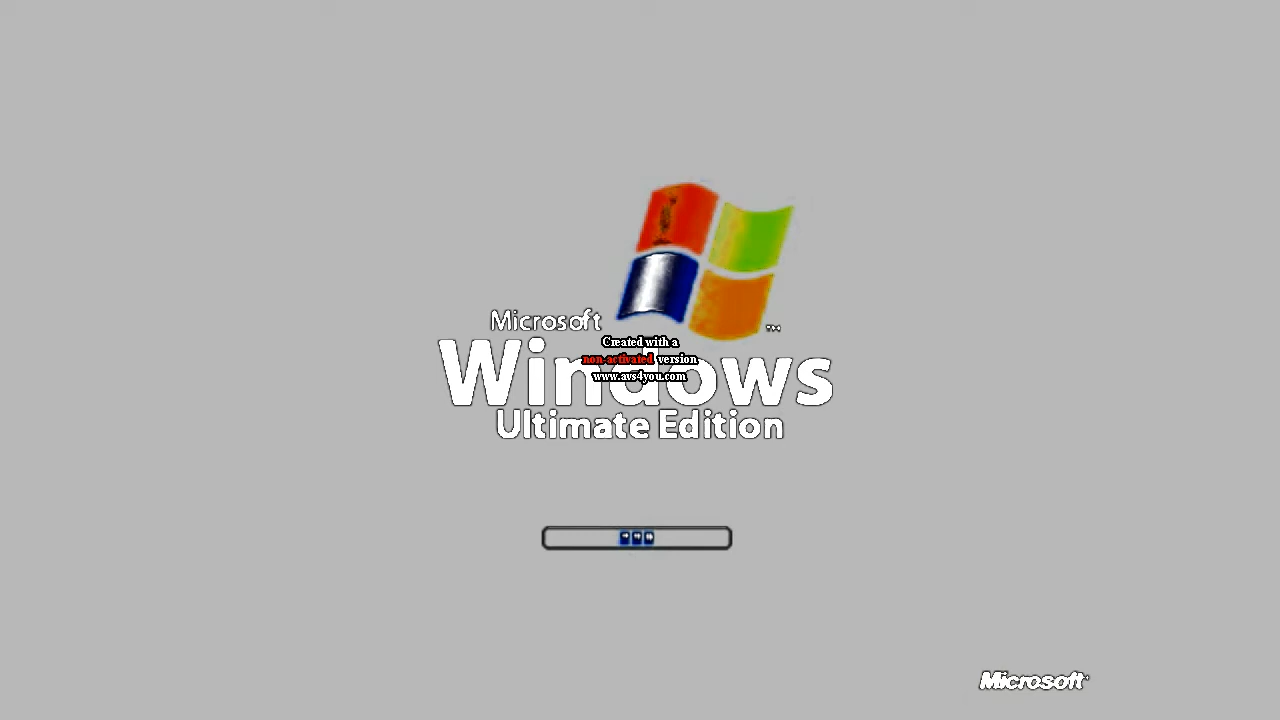 Microsoft
Windows
Ultimate Edition
Created with a
non-activated version
www.avs4you.com
Microsoft